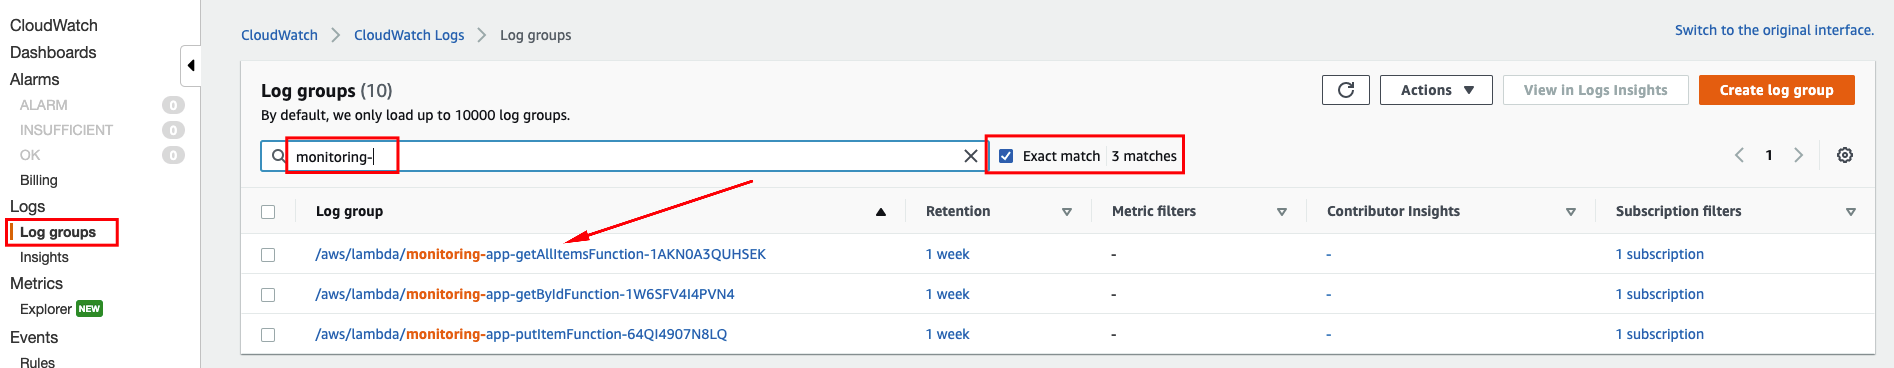 CloudWatch
Dashboards
Alarms
ALARM 0
INSUFFICIENT 0
OK 0
Billing
Logs
Log groups
Insights
Metrics
Explorer NEW
Events
Rules
CloudWatch > CloudWatch Logs > Log groups
Switch to the original interface.
Log groups (10)
By default, we only load up to 10000 log groups.
Actions
View in Logs Insights
Create log group
monitoring-
Exact match 3 matches
1
Log group Retention Metric filters Contributor Insights Subscription filters
/aws/lambda/monitoring-app-getAllItemsFunction-1AKN0A3QUHSEK 1 week - - 1 subscription
/aws/lambda/monitoring-app-getByIdFunction-1W6SFV4I4PVN4 1 week - - 1 subscription
/aws/lambda/monitoring-app-putItemFunction-64QI4907N8LQ 1 week - - 1 subscription